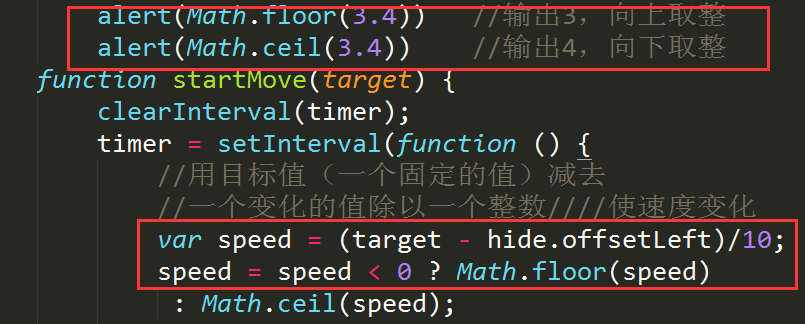 alert(Math.floor(3.4))   //输出3，向上取整
alert(Math.ceil(3.4))    //输出4，向下取整
function startMove(target) {
clearInterval(timer);
timer = setInterval(function () {
//用目标值（一个固定的值）减去
//一个变化的值除以一个整数////使速度变化
var speed = (target - hide.offsetLeft)/10;
speed = speed < 0 ? Math.floor(speed)
: Math.ceil(speed);